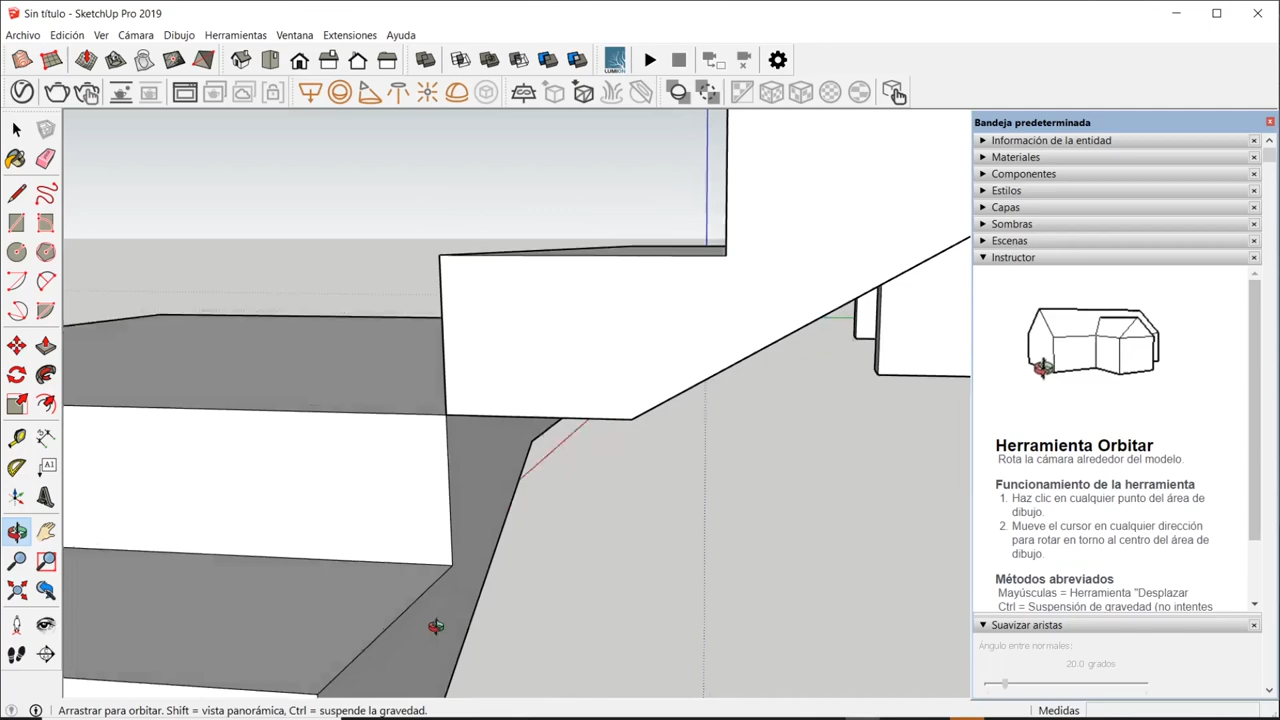 Sin título - SketchUp Pro 2019
Archivo Edición Ver Cámara Dibujo Herramientas Ventana Extensiones Ayuda
LUMION
Bandeja predeterminada
Información de la entidad
Materiales
Componentes
Estilos
Capas
Sombras
Escenas
Instructor
A1
Herramienta Orbitar
Rota la cámara alrededor del modelo.
Funcionamiento de la herramienta
1. Haz clic en cualquier punto del área de
dibujo.
2. Mueve el cursor en cualquier dirección
para rotar en torno al centro del área de
dibujo.
Métodos abreviados
Mayúsculas = Herramienta "Desplazar
Ctrl = Suspensión de gravedad (no intentes
Suavizar aristas
Ángulo entre normales:
20.0 grados
Arrastrar para orbitar. Shift = vista panorámica, Ctrl = suspende la gravedad.
Medidas